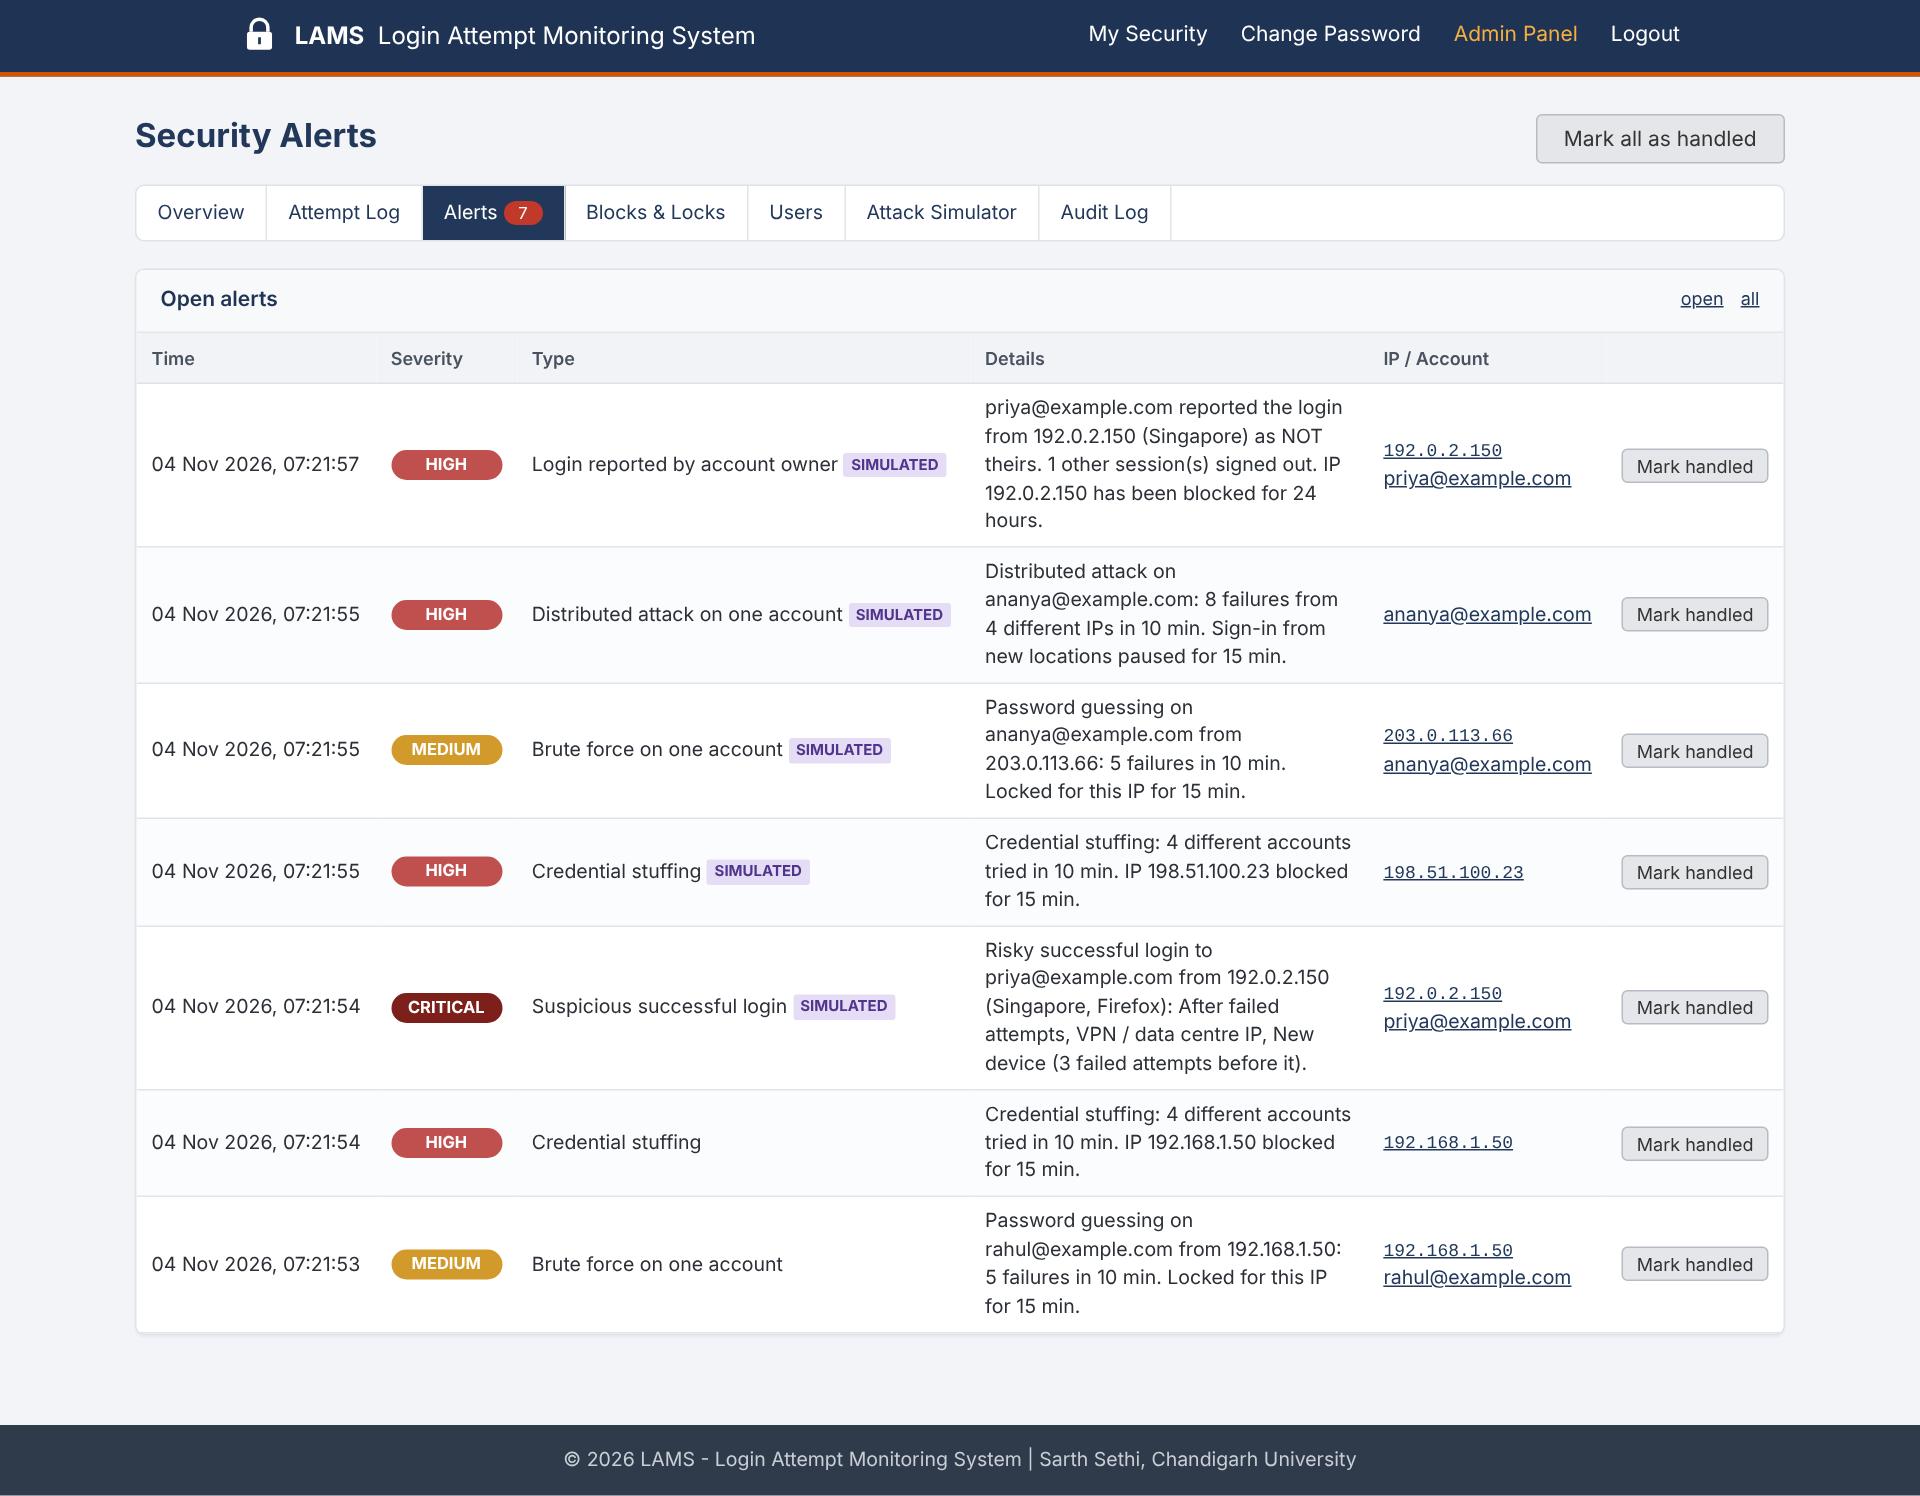 LAMS Login Attempt Monitoring System
My Security Change Password Admin Panel Logout
Security Alerts
Mark all as handled
Overview Attempt Log Alerts 7 Blocks & Locks Users Attack Simulator Audit Log
Open alerts
open all
Time Severity Type Details IP / Account
04 Nov 2026, 07:21:57 HIGH Login reported by account owner SIMULATED
priya@example.com reported the login
from 192.0.2.150 (Singapore) as NOT
theirs. 1 other session(s) signed out. IP
192.0.2.150 has been blocked for 24
hours.
192.0.2.150
priya@example.com
Mark handled
04 Nov 2026, 07:21:55 HIGH Distributed attack on one account SIMULATED
Distributed attack on
ananya@example.com: 8 failures from
4 different IPs in 10 min. Sign-in from
new locations paused for 15 min.
ananya@example.com
Mark handled
04 Nov 2026, 07:21:55 MEDIUM Brute force on one account SIMULATED
Password guessing on
ananya@example.com from
203.0.113.66: 5 failures in 10 min.
Locked for this IP for 15 min.
203.0.113.66
ananya@example.com
Mark handled
04 Nov 2026, 07:21:55 HIGH Credential stuffing SIMULATED
Credential stuffing: 4 different accounts
tried in 10 min. IP 198.51.100.23 blocked
for 15 min.
198.51.100.23
Mark handled
04 Nov 2026, 07:21:54 CRITICAL Suspicious successful login SIMULATED
Risky successful login to
priya@example.com from 192.0.2.150
(Singapore, Firefox): After failed
attempts, VPN / data centre IP, New
device (3 failed attempts before it).
192.0.2.150
priya@example.com
Mark handled
04 Nov 2026, 07:21:54 HIGH Credential stuffing
Credential stuffing: 4 different accounts
tried in 10 min. IP 192.168.1.50 blocked
for 15 min.
192.168.1.50
Mark handled
04 Nov 2026, 07:21:53 MEDIUM Brute force on one account
Password guessing on
rahul@example.com from 192.168.1.50:
5 failures in 10 min. Locked for this IP
for 15 min.
192.168.1.50
rahul@example.com
Mark handled
© 2026 LAMS - Login Attempt Monitoring System | Sarth Sethi, Chandigarh University